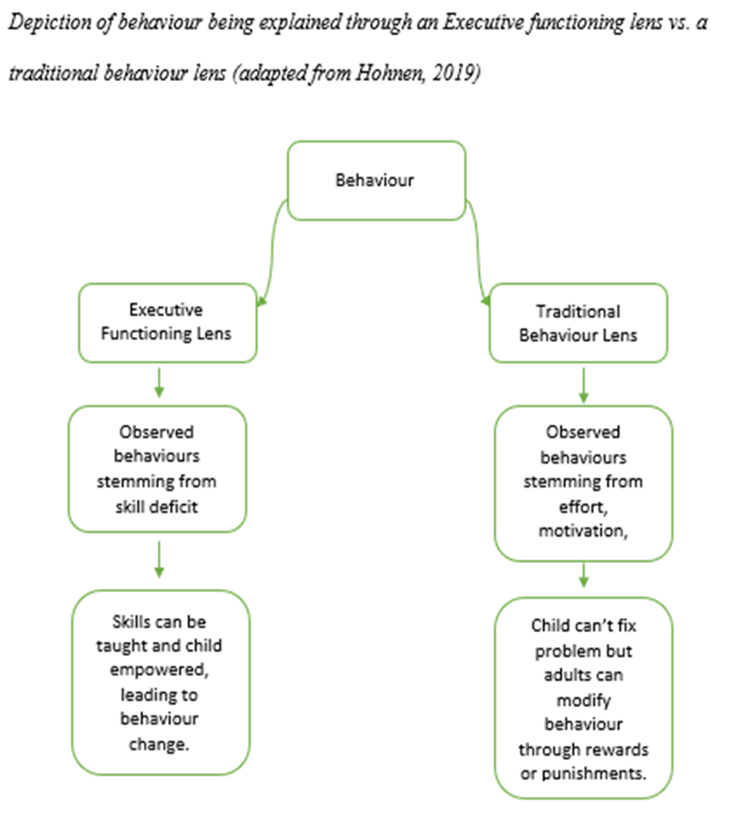 Depiction of behaviour being explained through an Executive functioning lens vs. a
traditional behaviour lens (adapted from Hohnen, 2019)
Behaviour
Executive
Functioning Lens
Traditional
Behaviour Lens
Observed
behaviours
stemming from
skill deficit
Observed
behaviours
stemming from
effort,
motivation,
Skills can be
taught and child
empowered,
leading to
behaviour
change.
Child can't fix
problem but
adults can
modify
behaviour
through rewards
or punishments.